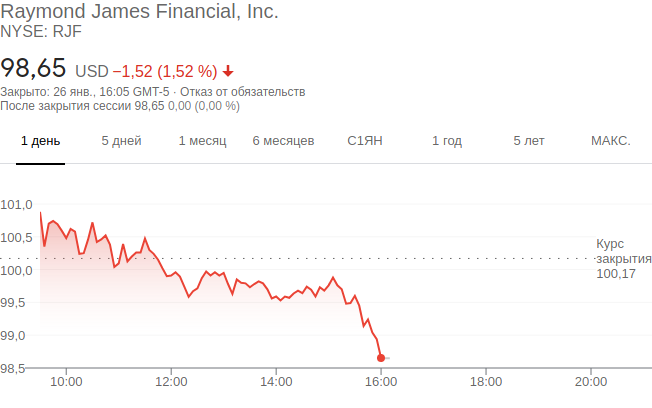 Raymond James Financial, Inc.
NYSE: RJF
98,65 USD −1,52 (1,52 %)
Закрыто: 26 янв., 16:05 GMT-5 · Отказ от обязательств
После закрытия сессии 98,65 0,00 (0,00 %)
1 день 5 дней 1 месяц 6 месяцев С1ЯН 1 год 5 лет МАКС.
101,0
100,5
100,0
99,5
99,0
98,5
Курс
закрытия
100,17
10:00 12:00 14:00 16:00 18:00 20:00